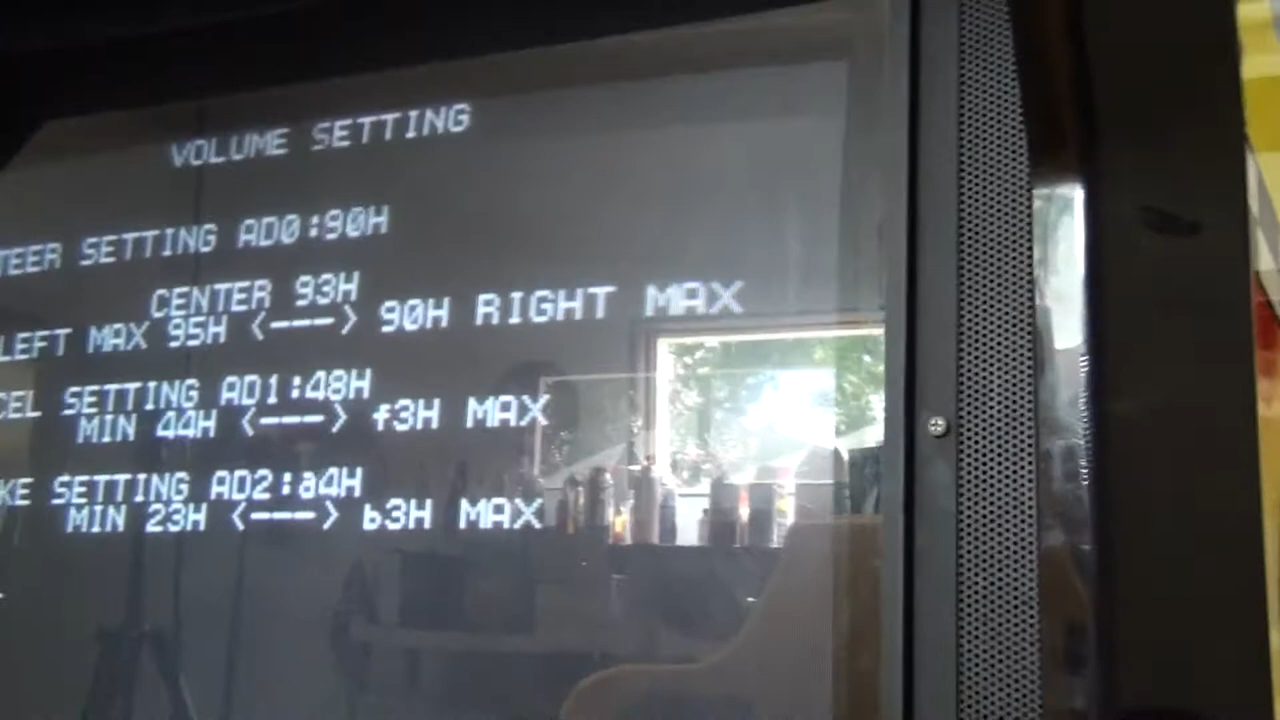 VOLUME SETTING
TEER SETTING AD0:90H
CENTER 93H
LEFT MAX 95H <---> 90H RIGHT MAX
CEL SETTING AD1:48H
MIN 44H <---> f3H MAX
KE SETTING AD2:a4H
MIN 23H <---> b3H MAX